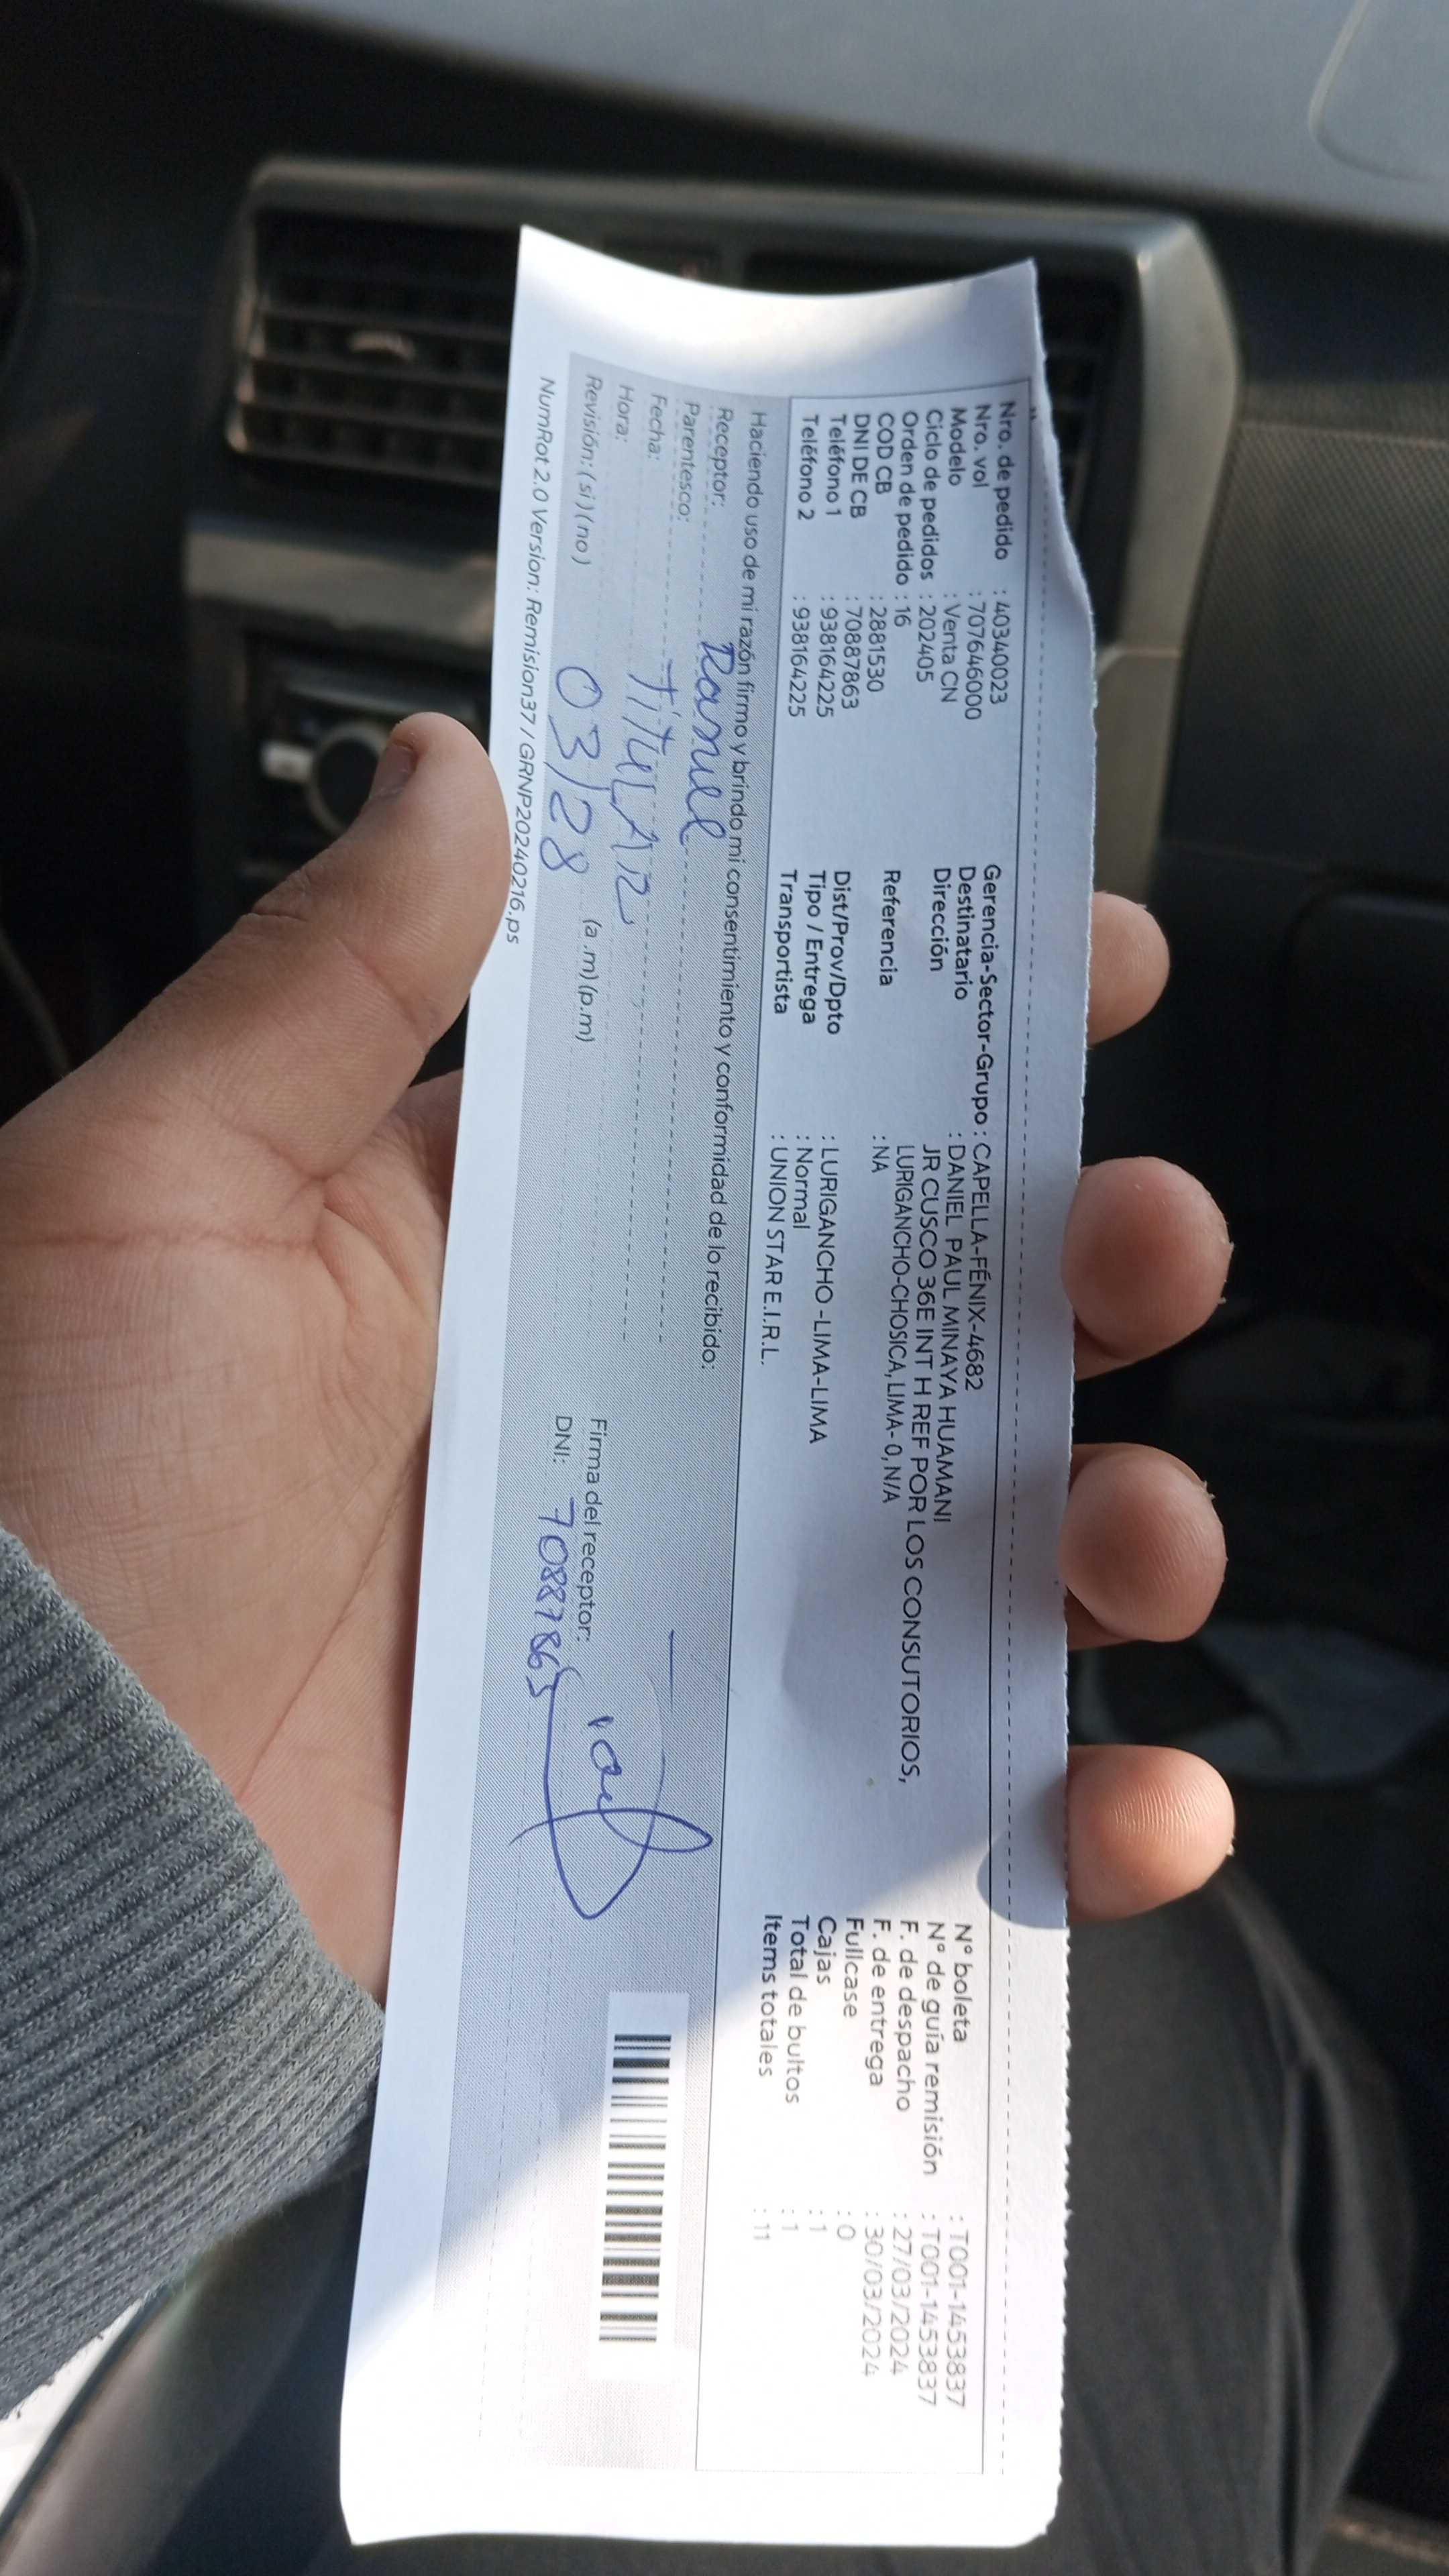 Nro. de pedido : 40340023
Nro. vol : 707646000
Modelo : Venta CN
Ciclo de pedidos : 202405
Orden de pedido : 16
COD CB : 2881530
DNI DE CB : 70887863
Teléfono 1 : 938164225
Teléfono 2 : 938164225
Gerencia-Sector-Grupo : CAPELLA-FÉNIX-4682
Destinatario : DANIEL PAUL MINAYA HUAMANI
Dirección JR CUSCO 36E INT H REF POR LOS CONSUTORIOS,
LURIGANCHO-CHOSICA, LIMA- 0, N/A
Referencia : NA
Dist/Prov/Dpto : LURIGANCHO -LIMA-LIMA
Tipo / Entrega : Normal
Transportista : UNION STAR E.I.R.L.
N° boleta : T001-1453837
N° de guía remisión : T001-1453837
F. de despacho : 27/03/2024
F. de entrega : 30/03/2024
Fullcase : 0
Cajas : 1
Total de bultos : 1
Items totales : 11
Haciendo uso de mi razón firmo y brindo mi consentimiento y conformidad de lo recibido:
Receptor:
Parentesco: TiTULAR
Fecha:
Hora: 03/28 (a.m) (p.m)
Revisión: ( si ) ( no )
Firma del receptor:
DNI: 70887863
NumRot 2.0 Version: Remision37 / GRNP20240216.ps